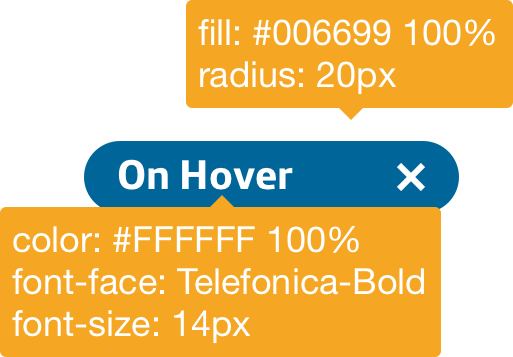 fill: #006699 100%
radius: 20px
On Hover
color: #FFFFFF 100%
font-face: Telefonica-Bold
font-size: 14px